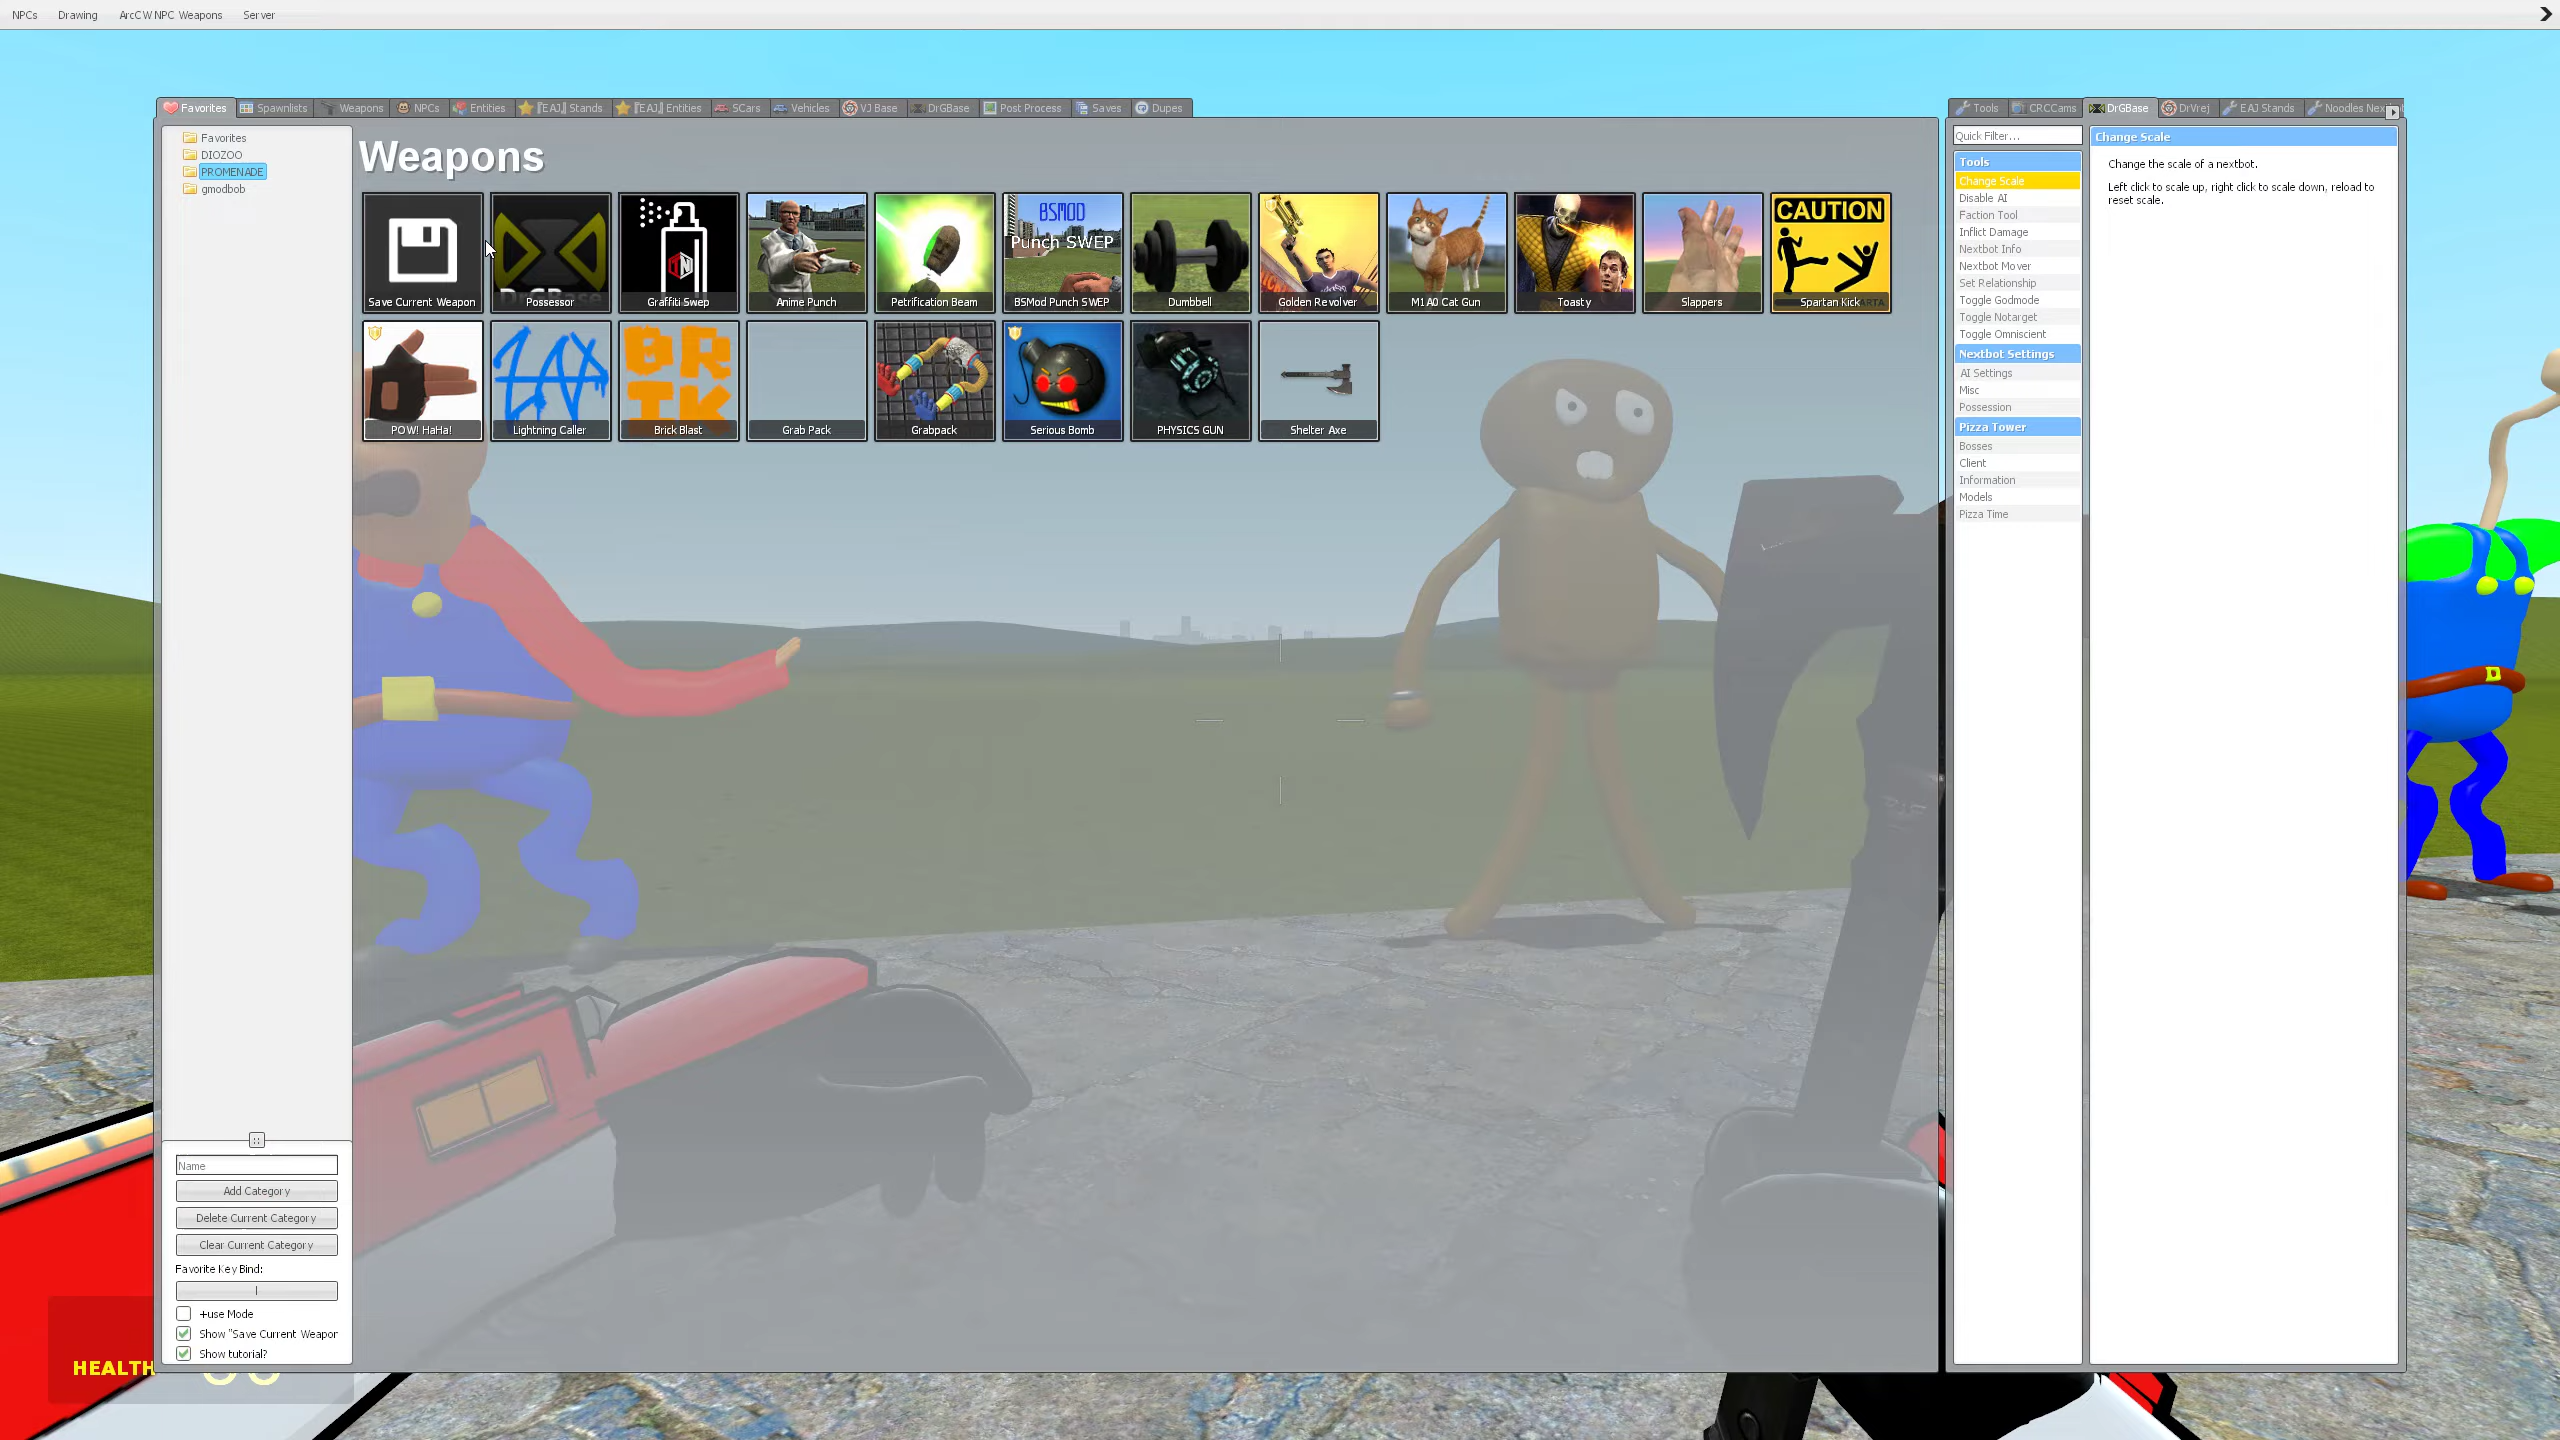 NPCs Drawing ArcCW NPC Weapons Server
Favorites Spawnlists Weapons NPCs Entities 『EAJ』Stands 『EAJ』Entities SCars Vehicles VJ Base DrGBase Post Process Saves Dupes
Favorites
DIOZOO
PROMENADE
gmodbob
Weapons
Save Current Weapon
DrGBase
Possessor
Graffiti Swep
Anime Punch
Petrification Beam
BSMOD
Punch SWEP
BSMod Punch SWEP
Dumbbell
Golden Revolver
M1A0 Cat Gun
Toasty
Slappers
CAUTION
Spartan Kick
POW! HaHa!
Lightning Caller
BR
IK
Brick Blast
Grab Pack
Grabpack
Serious Bomb
PHYSICS GUN
Shelter Axe
Name
Add Category
Delete Current Category
Clear Current Category
Favorite Key Bind:
I
+use Mode
Show "Save Current Weapon
Show tutorial?
HEALTH
Tools CRCCams DrGBase DrVrej EAJ Stands Noodles Nex
Quick Filter...
Tools
Change Scale
Disable AI
Faction Tool
Inflict Damage
Nextbot Info
Nextbot Mover
Set Relationship
Toggle Godmode
Toggle Notarget
Toggle Omniscient
Nextbot Settings
AI Settings
Misc
Possession
Pizza Tower
Bosses
Client
Information
Models
Pizza Time
Change Scale
Change the scale of a nextbot.
Left click to scale up, right click to scale down, reload to
reset scale.